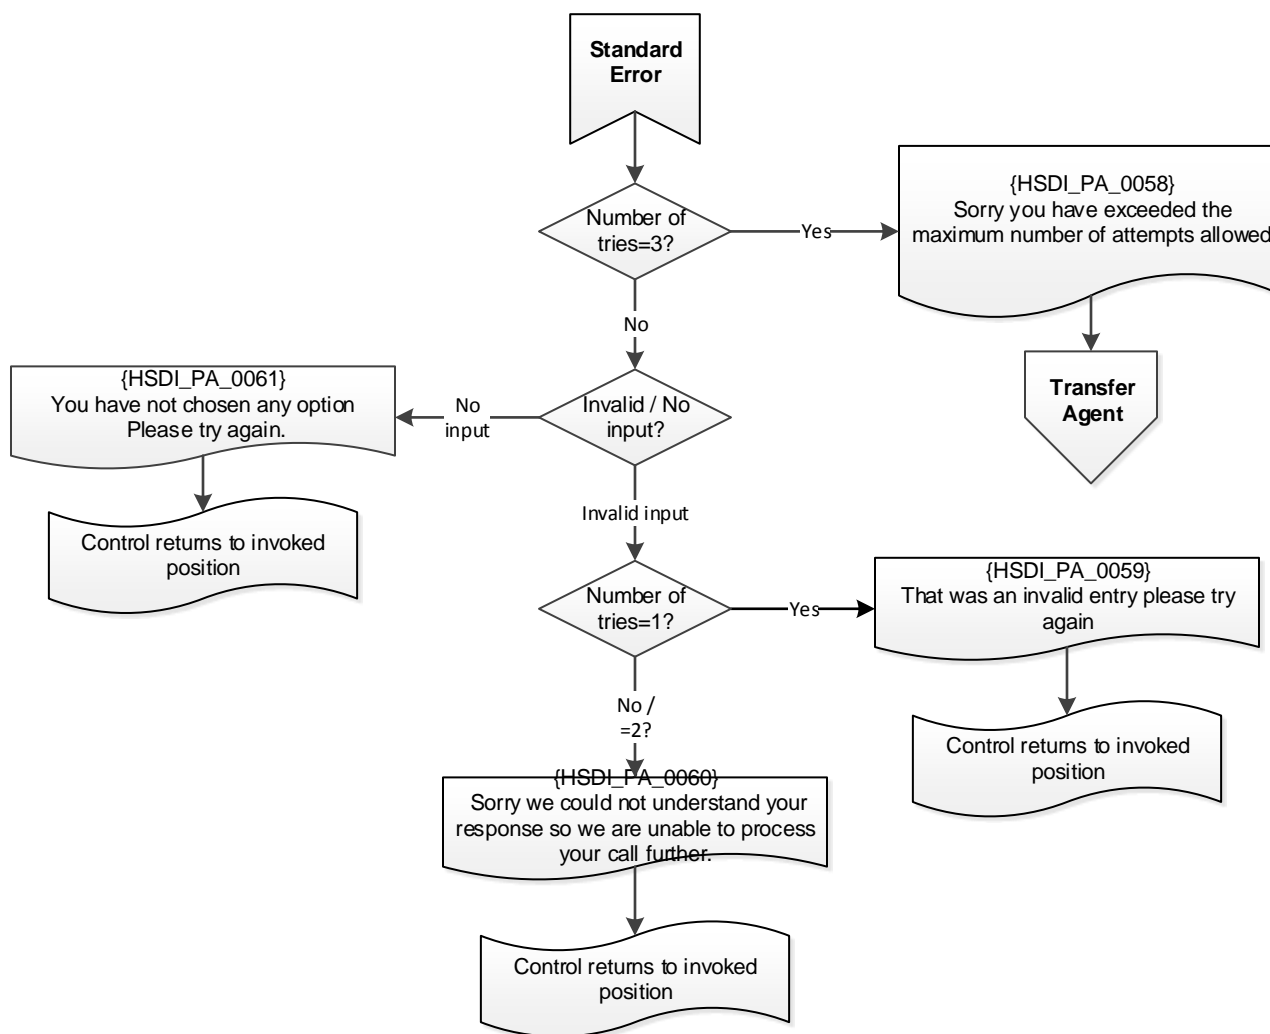 Standard
Error
Number of
tries=3?
Yes
{HSDI_PA_0058}
Sorry you have exceeded the
maximum number of attempts allowed
No
Transfer
Agent
{HSDI_PA_0061}
You have not chosen any option
Please try again.
No
input
Invalid / No
input?
Control returns to invoked
position
Invalid input
Number of
tries=1?
Yes
{HSDI_PA_0059}
That was an invalid entry please try
again
No /
=2?
Control returns to invoked
position
{HSDI_PA_0060}
Sorry we could not understand your
response so we are unable to process
your call further.
Control returns to invoked
position